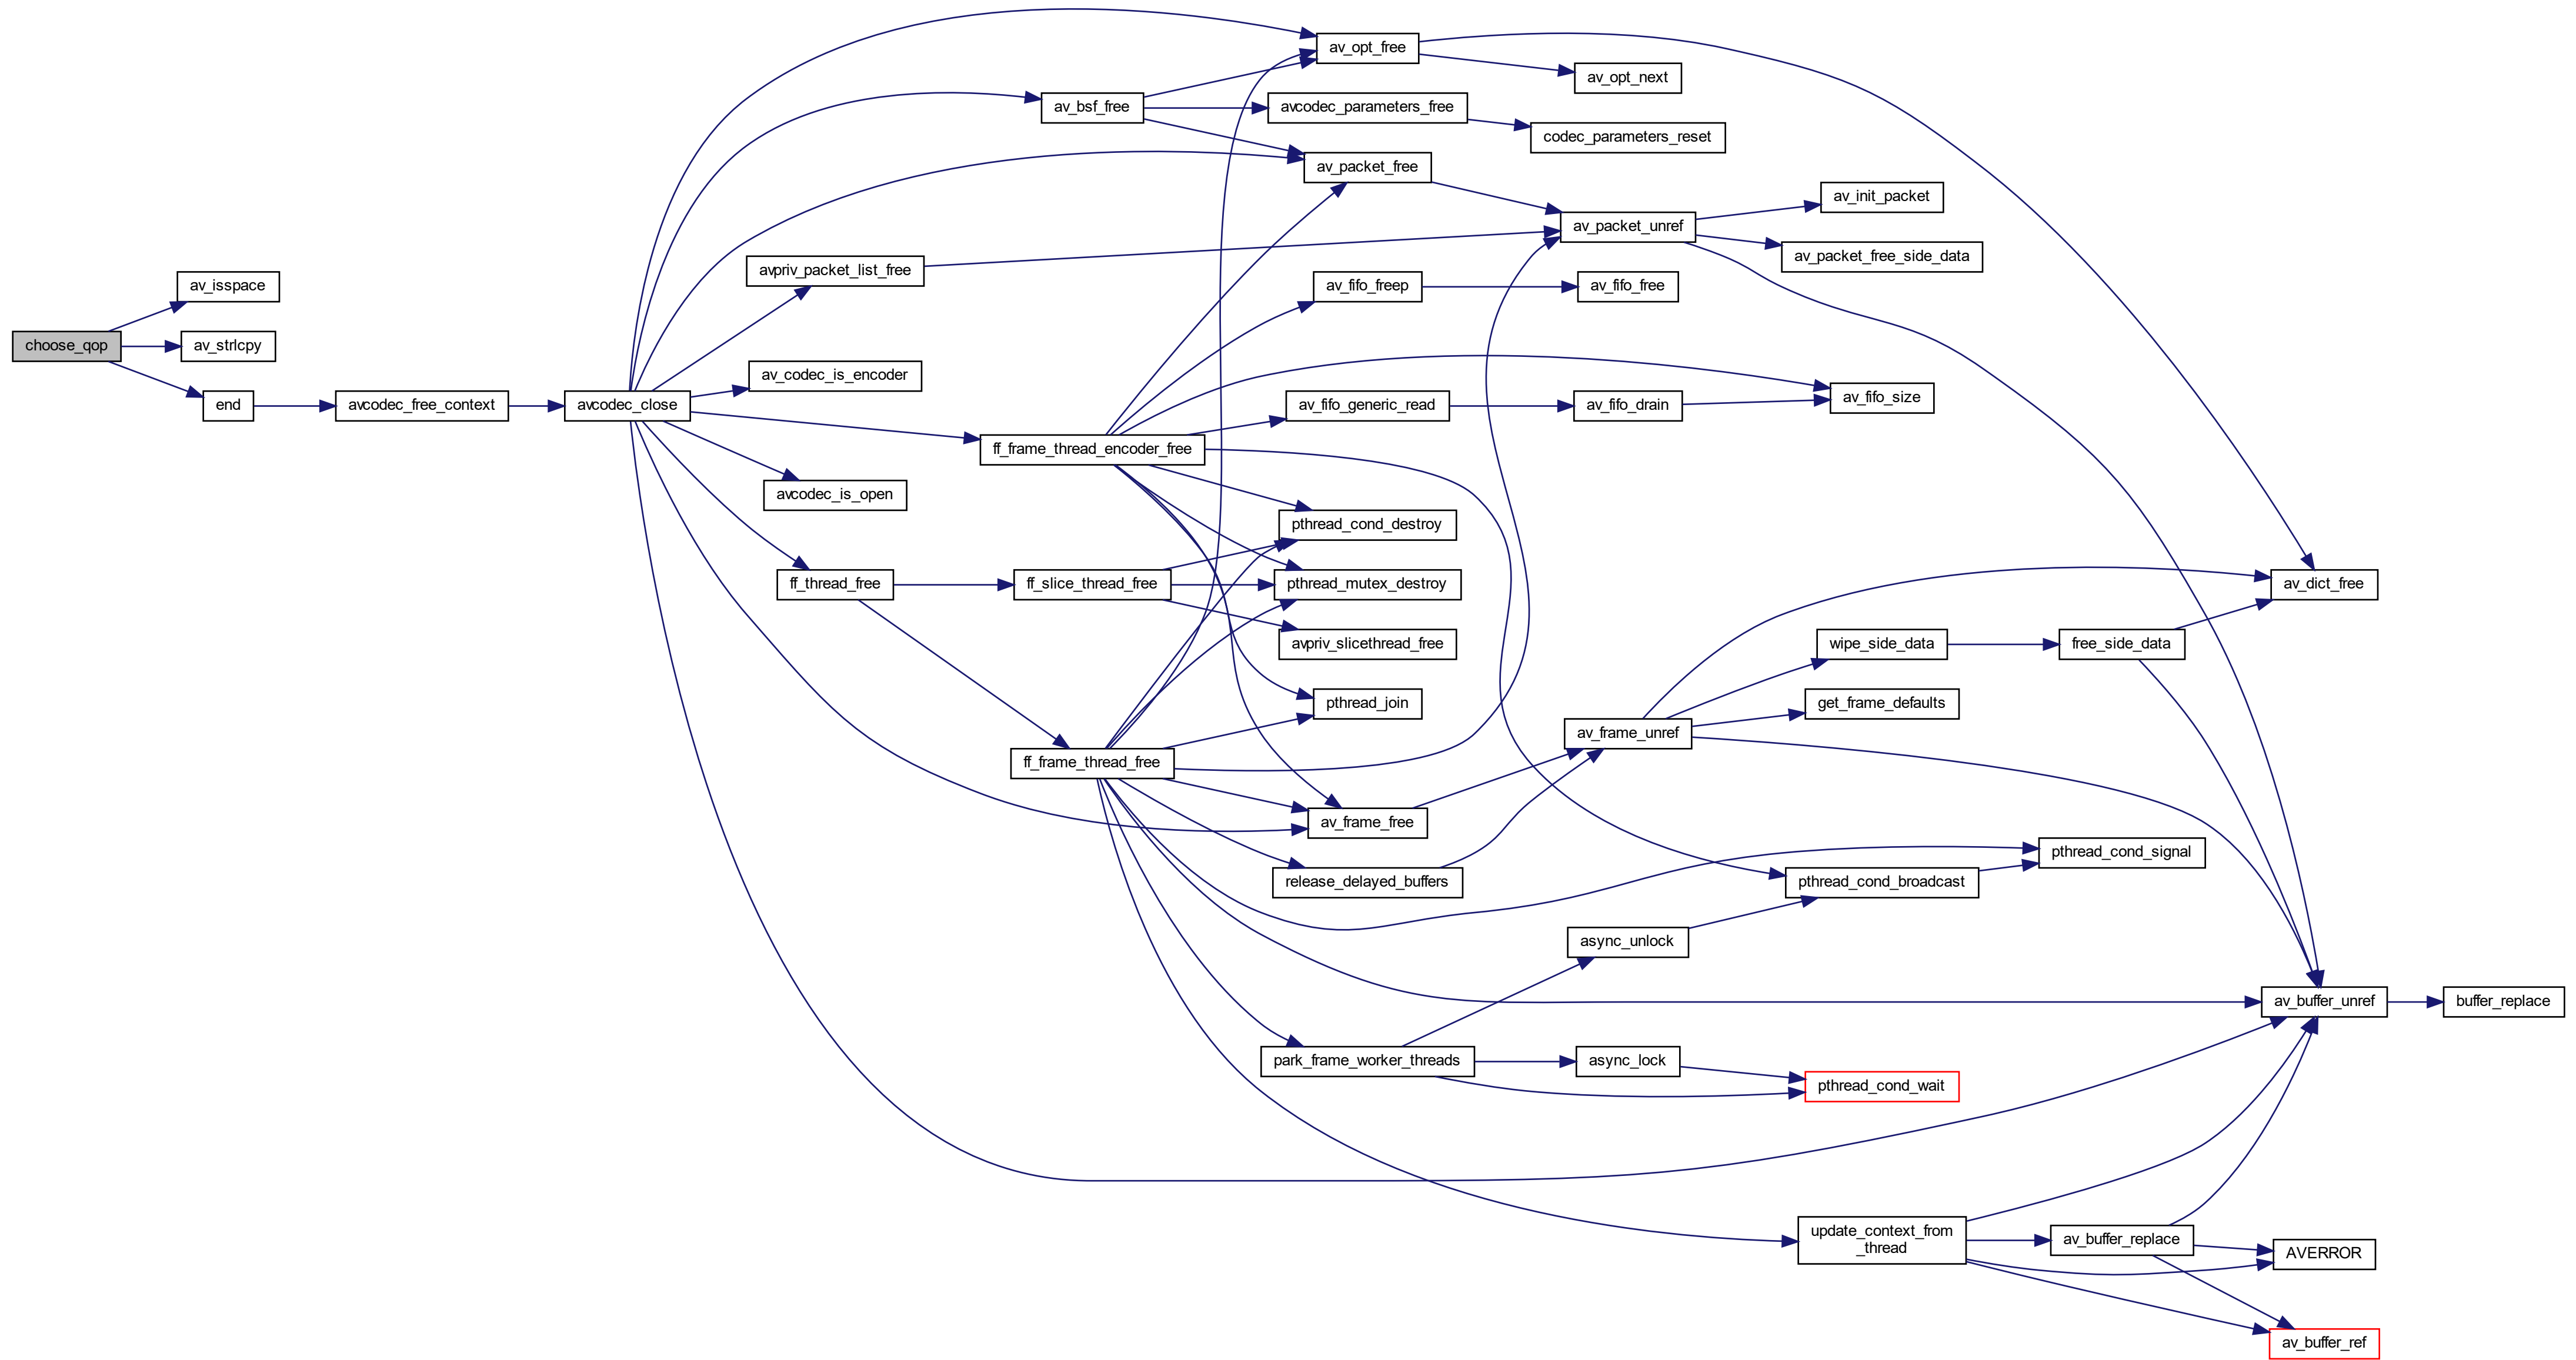 choose_qop
av_isspace
av_strlcpy
end
avcodec_free_context
avcodec_close
avpriv_packet_list_free
av_codec_is_encoder
avcodec_is_open
ff_thread_free
av_bsf_free
ff_frame_thread_encoder_free
ff_slice_thread_free
ff_frame_thread_free
av_opt_free
avcodec_parameters_free
av_packet_free
av_fifo_freep
av_fifo_generic_read
pthread_cond_destroy
pthread_mutex_destroy
avpriv_slicethread_free
pthread_join
av_frame_free
release_delayed_buffers
park_frame_worker_threads
av_opt_next
codec_parameters_reset
av_packet_unref
av_fifo_free
av_fifo_drain
av_frame_unref
async_unlock
async_lock
av_init_packet
av_packet_free_side_data
av_fifo_size
wipe_side_data
get_frame_defaults
pthread_cond_broadcast
pthread_cond_wait
update_context_from
_thread
free_side_data
pthread_cond_signal
av_buffer_replace
av_dict_free
av_buffer_unref
AVERROR
av_buffer_ref
buffer_replace